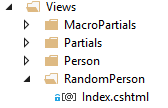 Views
MacroPartials
Partials
Person
RandomPerson
[@] Index.cshtml